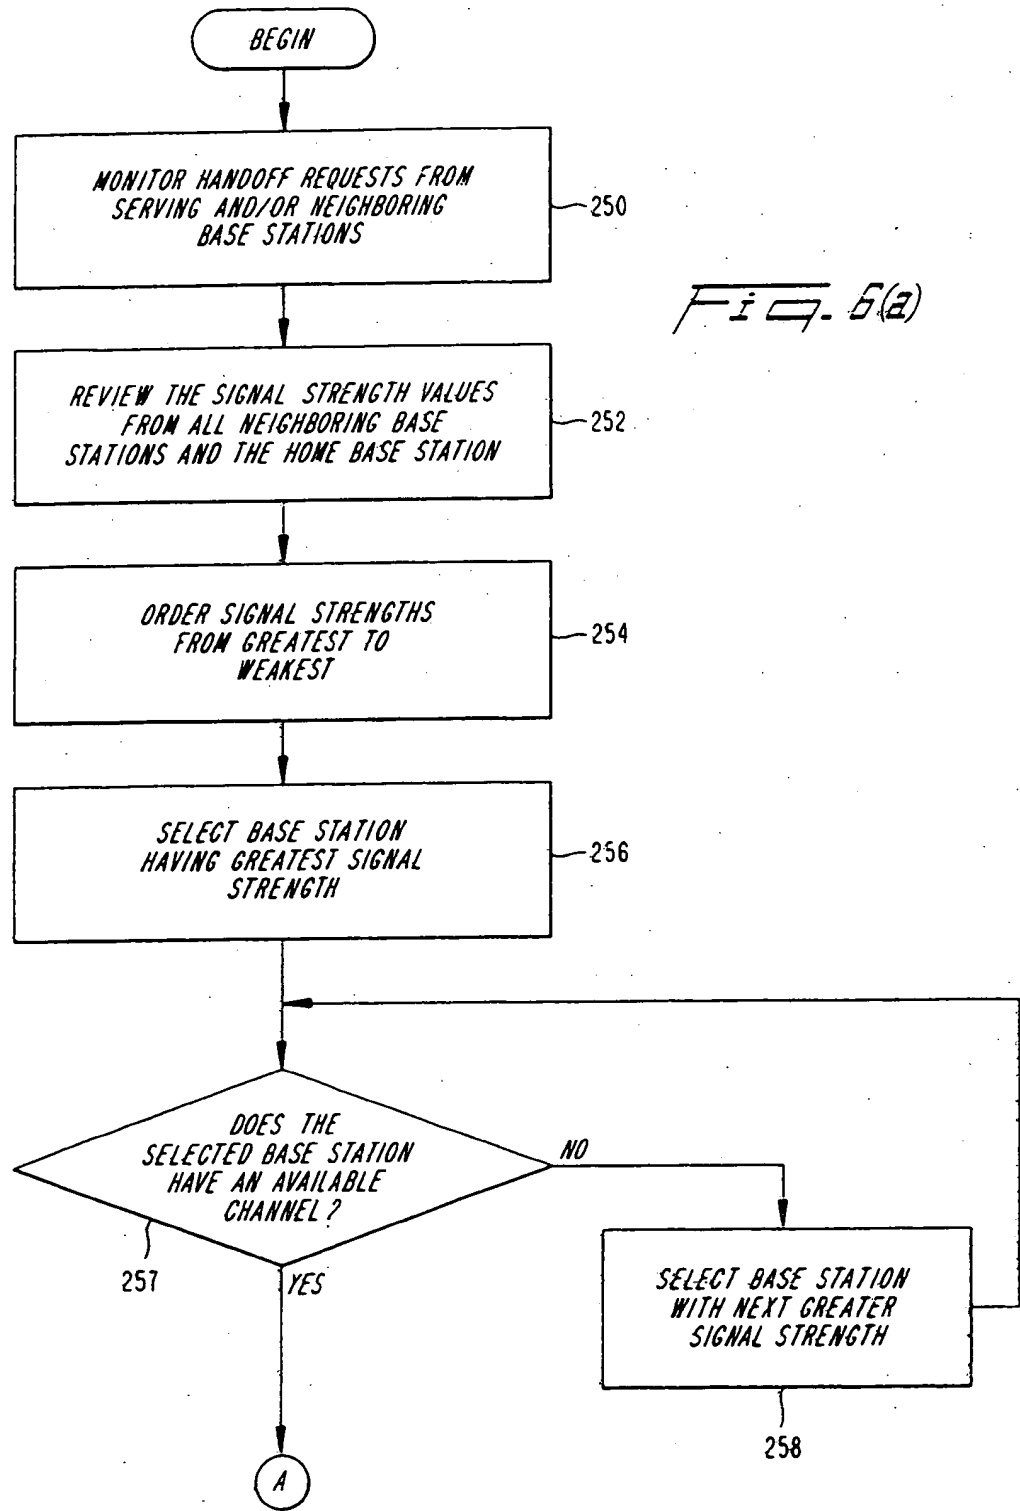 BEGIN
MONITOR HANDOFF REQUESTS FROM
SERVING AND/OR NEIGHBORING
BASE STATIONS
250
Fig. 6(a)
REVIEW THE SIGNAL STRENGTH VALUES
FROM ALL NEIGHBORING BASE
STATIONS AND THE HOME BASE STATION
252
ORDER SIGNAL STRENGTHS
FROM GREATEST TO
WEAKEST
254
SELECT BASE STATION
HAVING GREATEST SIGNAL
STRENGTH
256
DOES THE
SELECTED BASE STATION
HAVE AN AVAILABLE
CHANNEL?
NO
257
YES
SELECT BASE STATION
WITH NEXT GREATER
SIGNAL STRENGTH
258
A